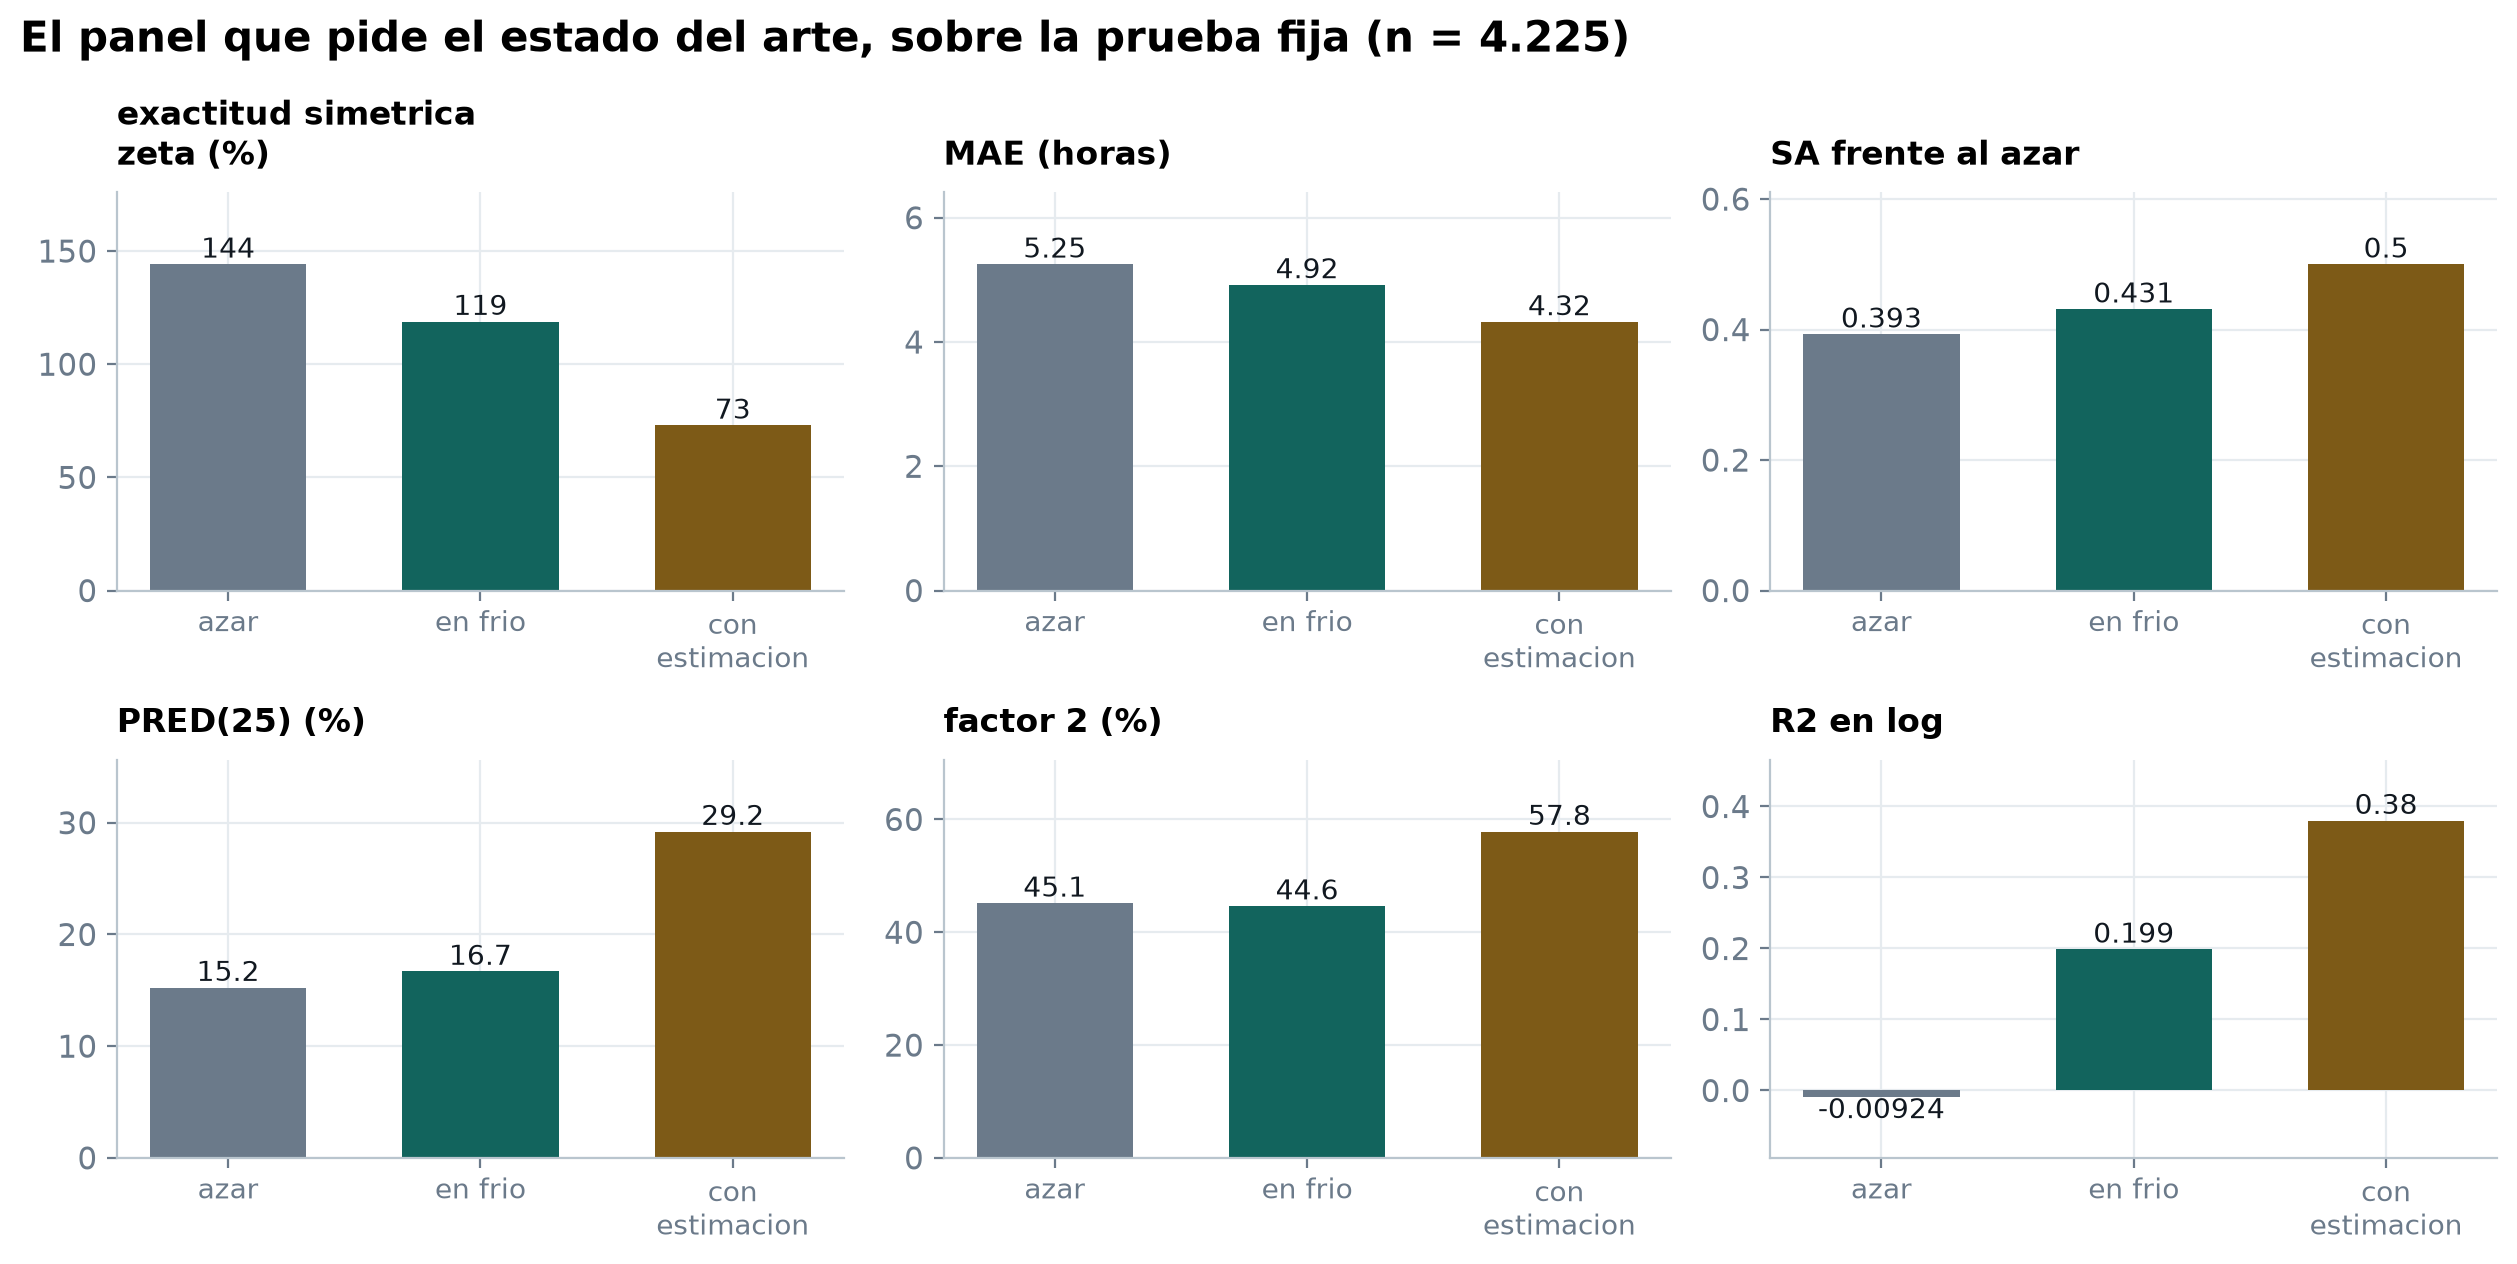 El panel que pide el estado del arte, sobre la prueba fija (n = 4.225)
exactitud simetrica
zeta (%)
150
100
50
0
144
119
73
azar
en frio
con
estimacion
MAE (horas)
6
4
2
0
5.25
4.92
4.32
azar
en frio
con
estimacion
SA frente al azar
0.6
0.4
0.2
0.0
0.393
0.431
0.5
azar
en frio
con
estimacion
PRED(25) (%)
30
20
10
0
15.2
16.7
29.2
azar
en frio
con
estimacion
factor 2 (%)
60
40
20
0
45.1
44.6
57.8
azar
en frio
con
estimacion
R2 en log
0.4
0.3
0.2
0.1
0.0
-0.00924
0.199
0.38
azar
en frio
con
estimacion